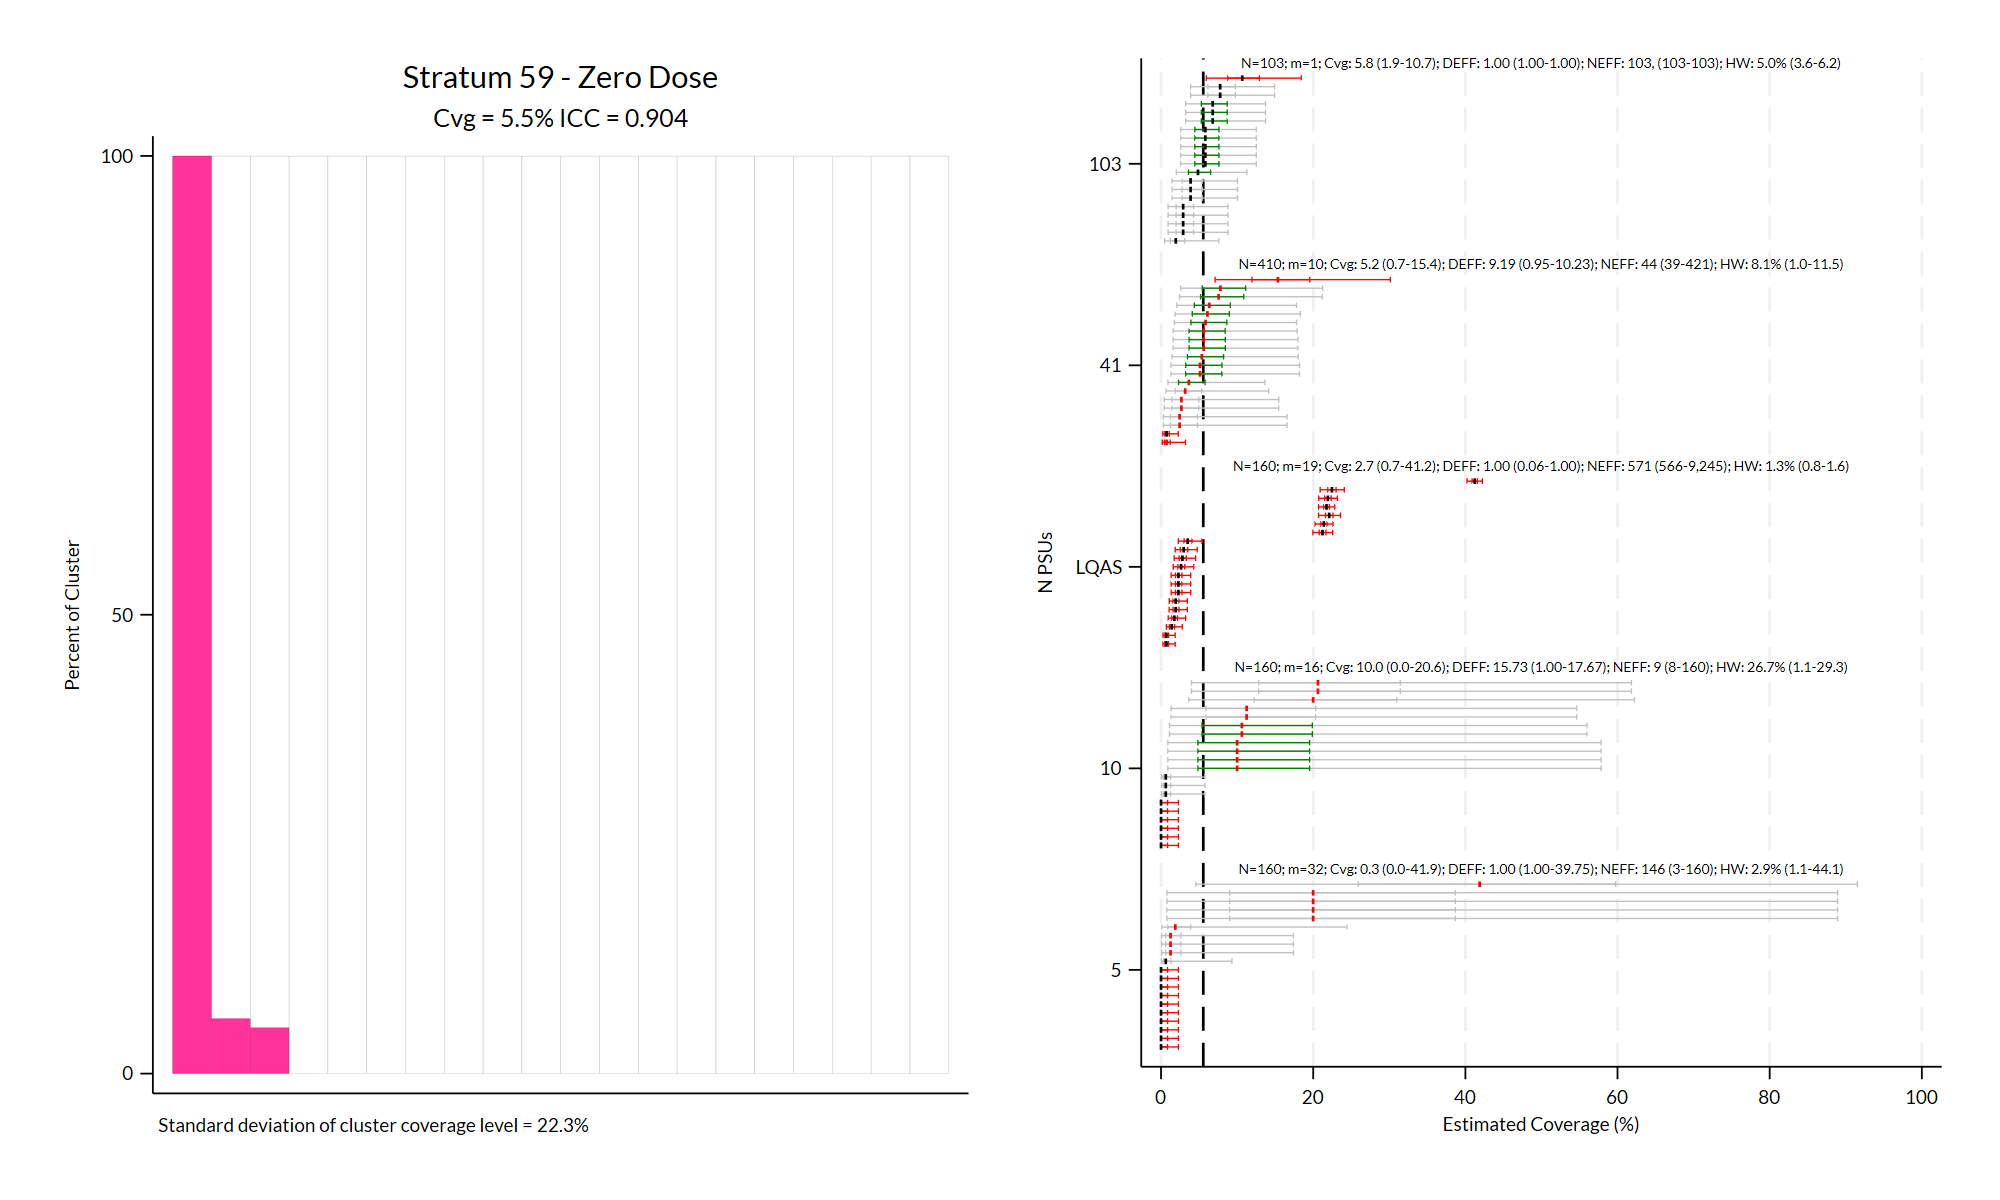 Stratum 59 - Zero Dose
Cvg = 5.5% ICC = 0.904
100
50
0
Percent of Cluster
Standard deviation of cluster coverage level = 22.3%
N=103; m=1; Cvg: 5.8 (1.9-10.7); DEFF: 1.00 (1.00-1.00); NEFF: 103, (103-103); HW: 5.0% (3.6-6.2)
103
N=410; m=10; Cvg: 5.2 (0.7-15.4); DEFF: 9.19 (0.95-10.23); NEFF: 44 (39-421); HW: 8.1% (1.0-11.5)
41
N=160; m=19; Cvg: 2.7 (0.7-41.2); DEFF: 1.00 (0.06-1.00); NEFF: 571 (566-9,245); HW: 1.3% (0.8-1.6)
LQAS
N PSUs
N=160; m=16; Cvg: 10.0 (0.0-20.6); DEFF: 15.73 (1.00-17.67); NEFF: 9 (8-160); HW: 26.7% (1.1-29.3)
10
N=160; m=32; Cvg: 0.3 (0.0-41.9); DEFF: 1.00 (1.00-39.75); NEFF: 146 (3-160); HW: 2.9% (1.1-44.1)
5
0 20 40 60 80 100
Estimated Coverage (%)